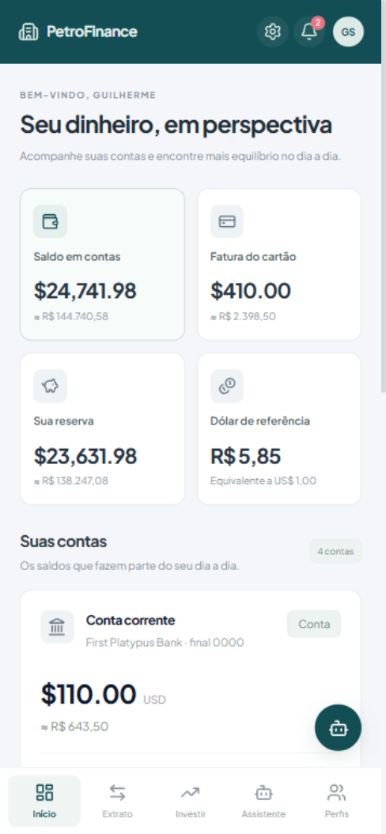 PetroFinance
2
GS
BEM-VINDO, GUILHERME
Seu dinheiro, em perspectiva
Acompanhe suas contas e encontre mais equilíbrio no dia a dia.
Saldo em contas
$24,741.98
≈ R$ 144.740,58
Fatura do cartão
$410.00
≈ R$ 2.398,50
Sua reserva
$23,631.98
≈ R$ 138.247,08
Dólar de referência
R$ 5,85
Equivalente a US$ 1,00
Suas contas
4 contas
Os saldos que fazem parte do seu dia a dia.
Conta corrente
Conta
First Platypus Bank · final 0000
$110.00 USD
≈ R$ 643,50
Início
Extrato
Investir
Assistente
Perfis